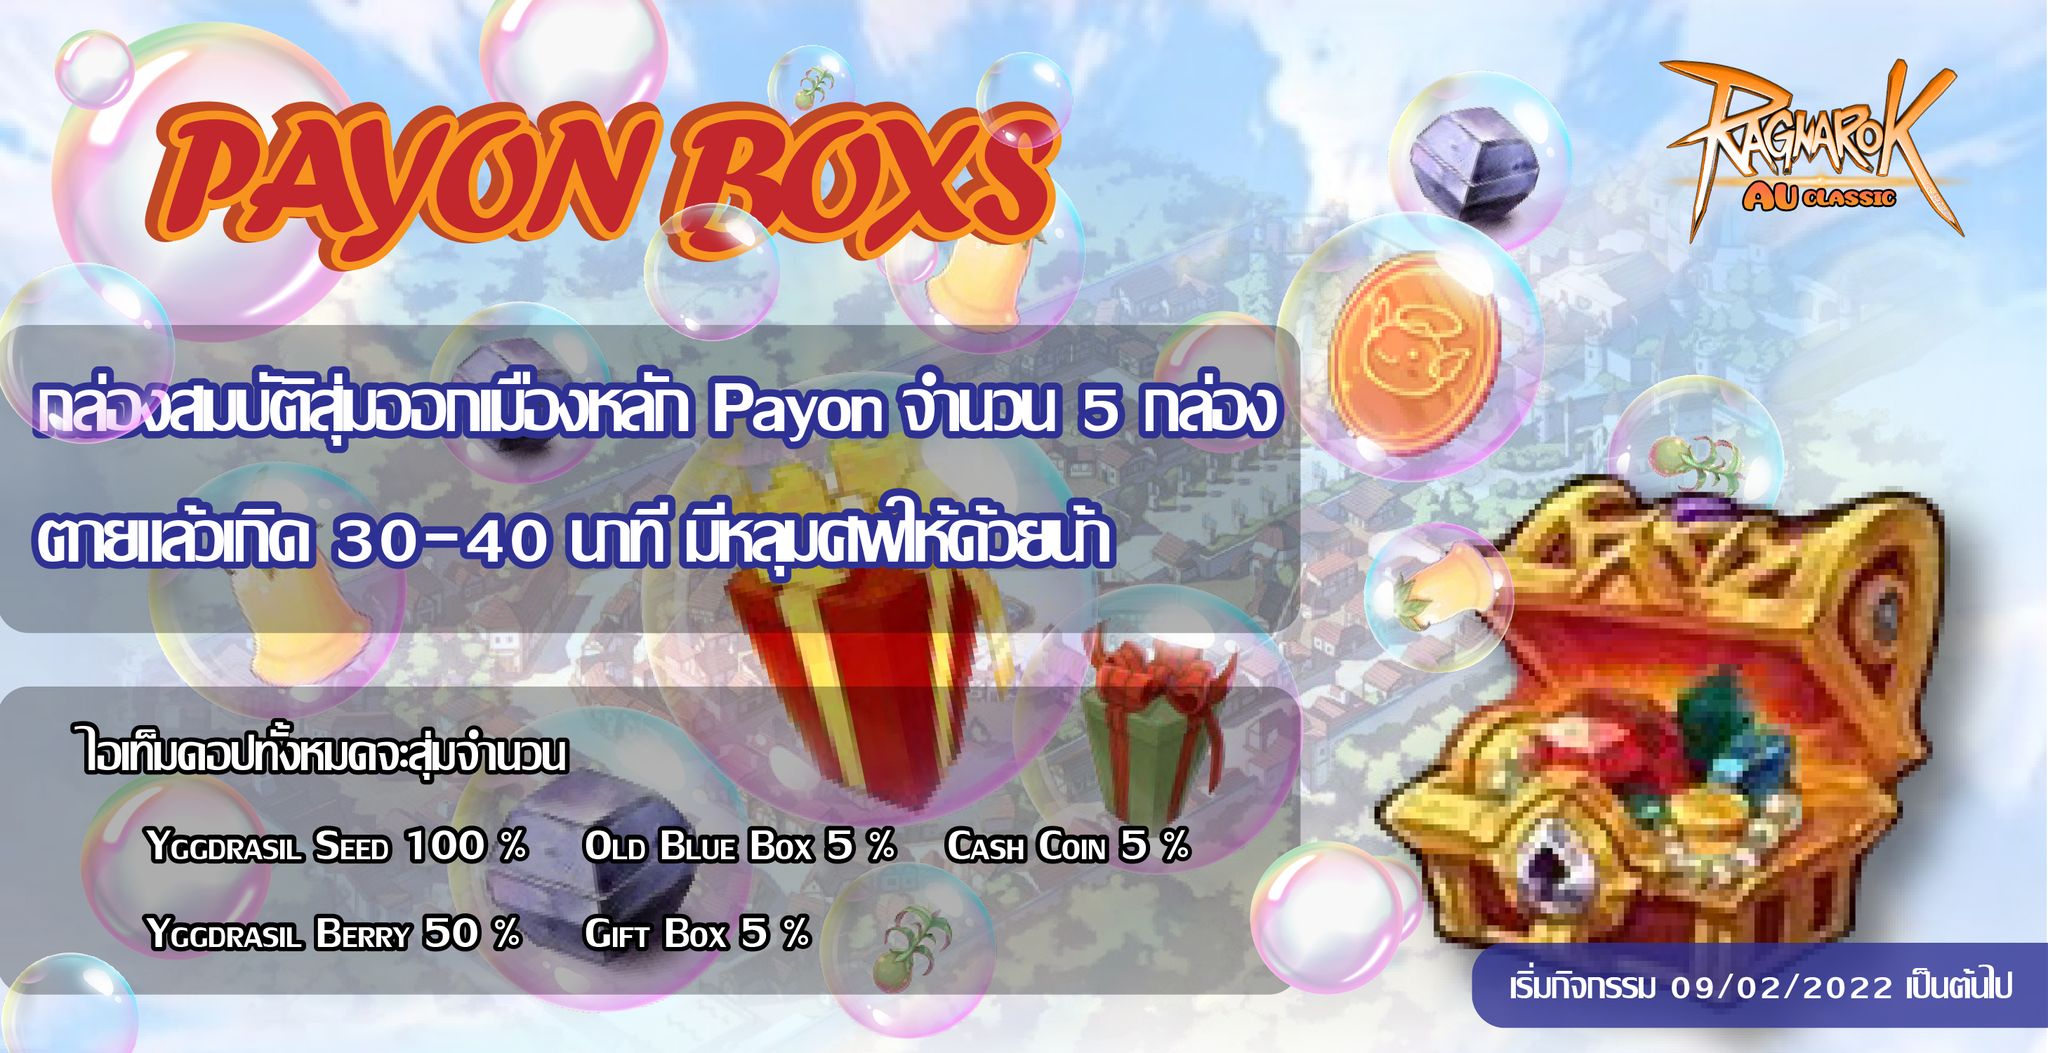 PAYON BOXS
RAGNAROK
AU CLASSIC
กล่องสมบัติสุ่มออกเมืองหลัก Payon จำนวน 5 กล่อง
ตายแล้วเกิด 30-40 นาที มีหลุมศพให้ด้วยน้า
ไอเท็มดอปทั้งหมดจะสุ่มจำนวน
Yggdrasil Seed 100 % Old Blue Box 5 % Cash Coin 5 %
Yggdrasil Berry 50 % Gift Box 5 %
เริ่มกิจกรรม 09/02/2022 เป็นต้นไป